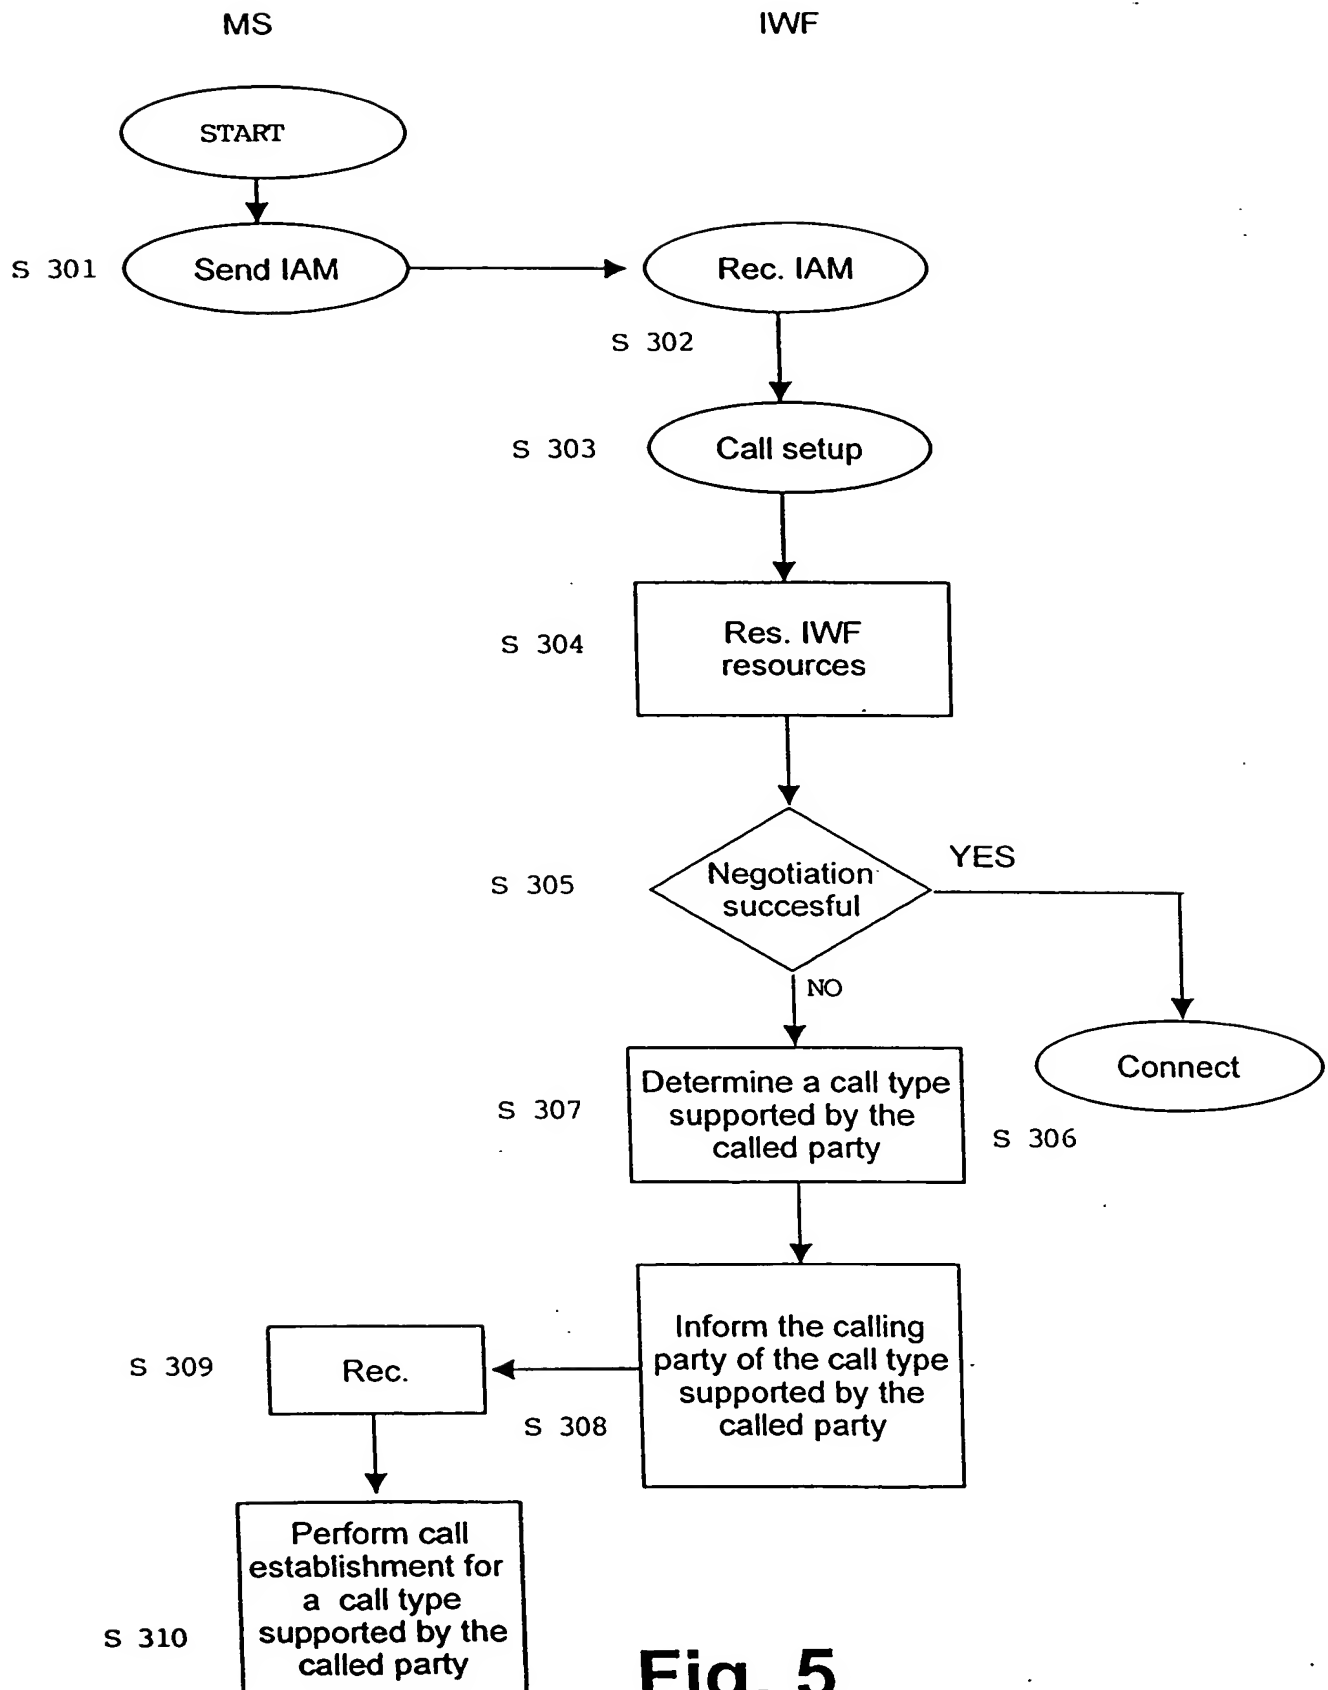 MS
IWF
START
S 301
Send IAM
Rec. IAM
S 302
S 303
Call setup
S 304
Res. IWF
resources
S 305
Negotiation
succesful
YES
NO
Connect
S 306
S 307
Determine a call type
supported by the
called party
Inform the calling
party of the call type
supported by the
called party
S 308
S 309
Rec.
S 310
Perform call
establishment for
a call type
supported by the
called party
Fig. 5